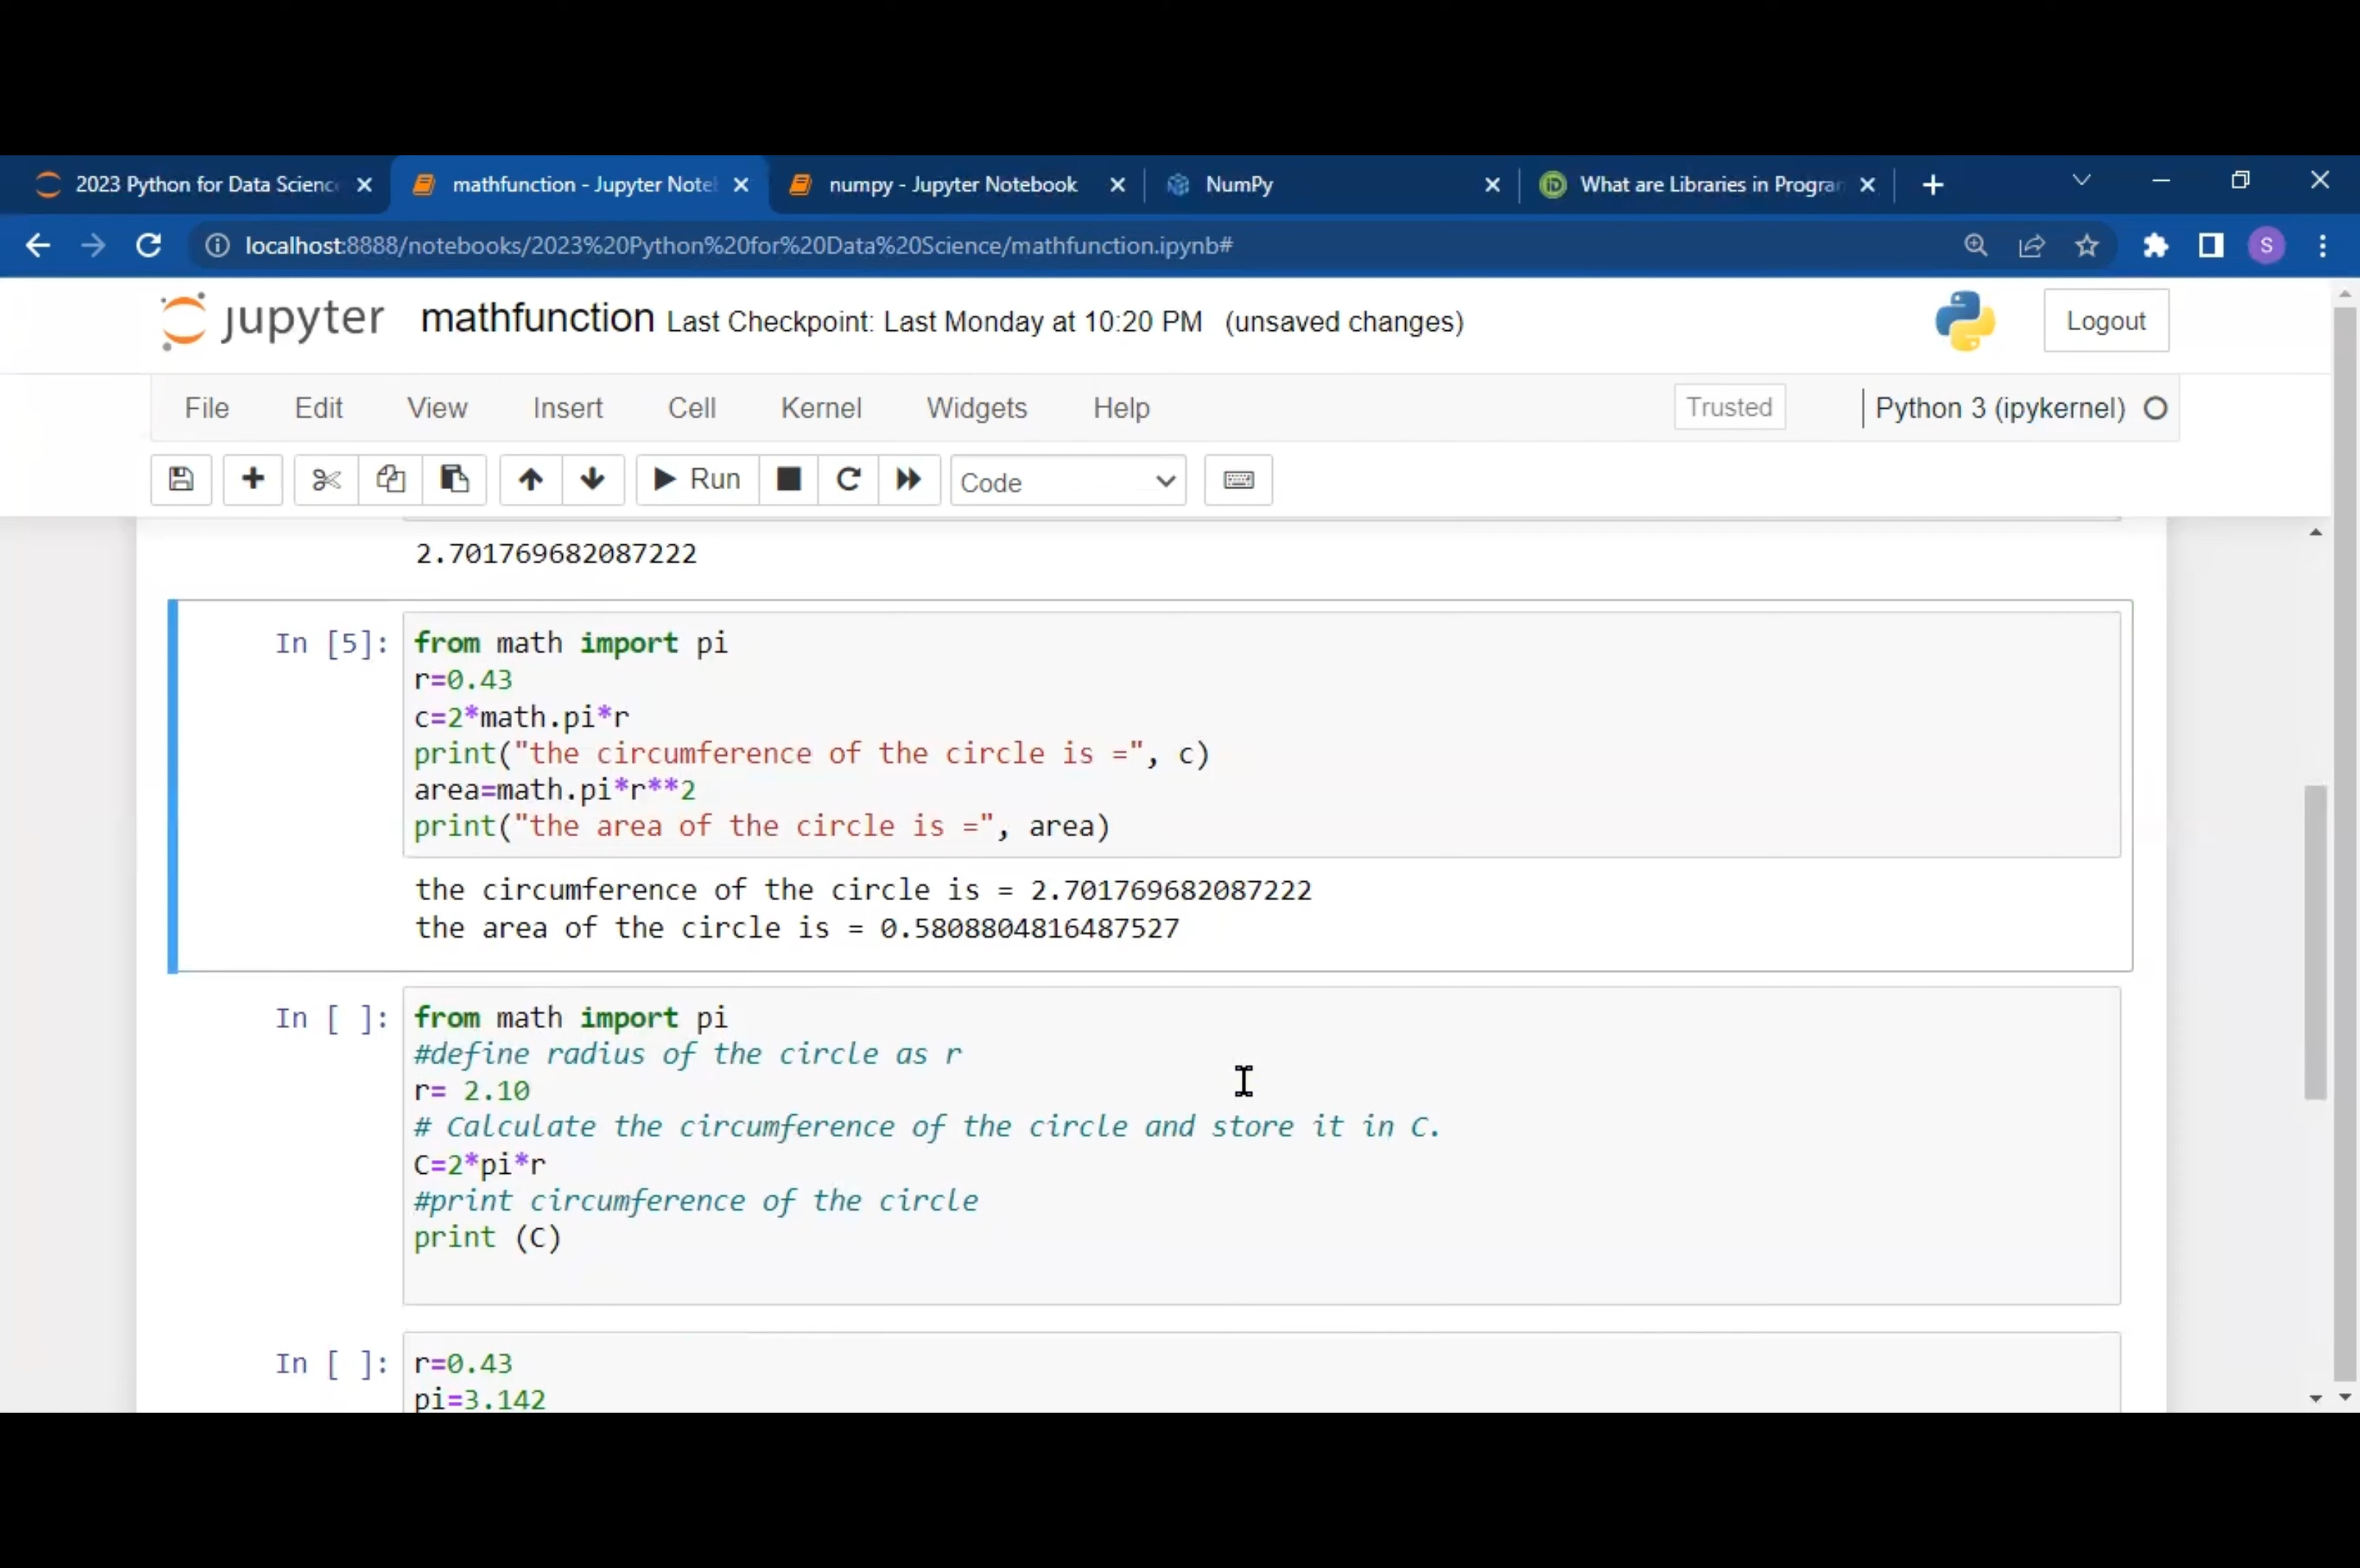 2023 Python for Data Science
mathfunction - Jupyter Note
numpy - Jupyter Notebook
NumPy
What are Libraries in Program
localhost:8888/notebooks/2023%20Python%20for%20Data%20Science/mathfunction.ipynb#
S
jupyter
mathfunction Last Checkpoint: Last Monday at 10:20 PM (unsaved changes)
Logout
File Edit View Insert Cell Kernel Widgets Help
Trusted
Python 3 (ipykernel)
Run
Code
2.701769682087222
In [5]:
from math import pi
r=0.43
c=2*math.pi*r
print("the circumference of the circle is =", c)
area=math.pi*r**2
print("the area of the circle is =", area)
the circumference of the circle is = 2.701769682087222
the area of the circle is = 0.5808804816487527
In [ ]:
from math import pi
#define radius of the circle as r
r= 2.10
# Calculate the circumference of the circle and store it in C.
C=2*pi*r
#print circumference of the circle
print (C)
In [ ]:
r=0.43
pi=3.142